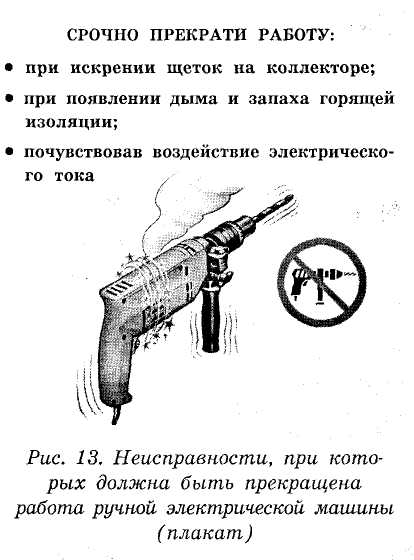 СРОЧНО ПРЕКРАТИ РАБОТУ:
• при искрении щеток на коллекторе;
• при появлении дыма и запаха горящей
изоляции;
• почувствовав воздействие электрическо-
го тока
Рис. 13. Неисправности, при кото-
рых должна быть прекращена
работа ручной электрической машины
(плакат)